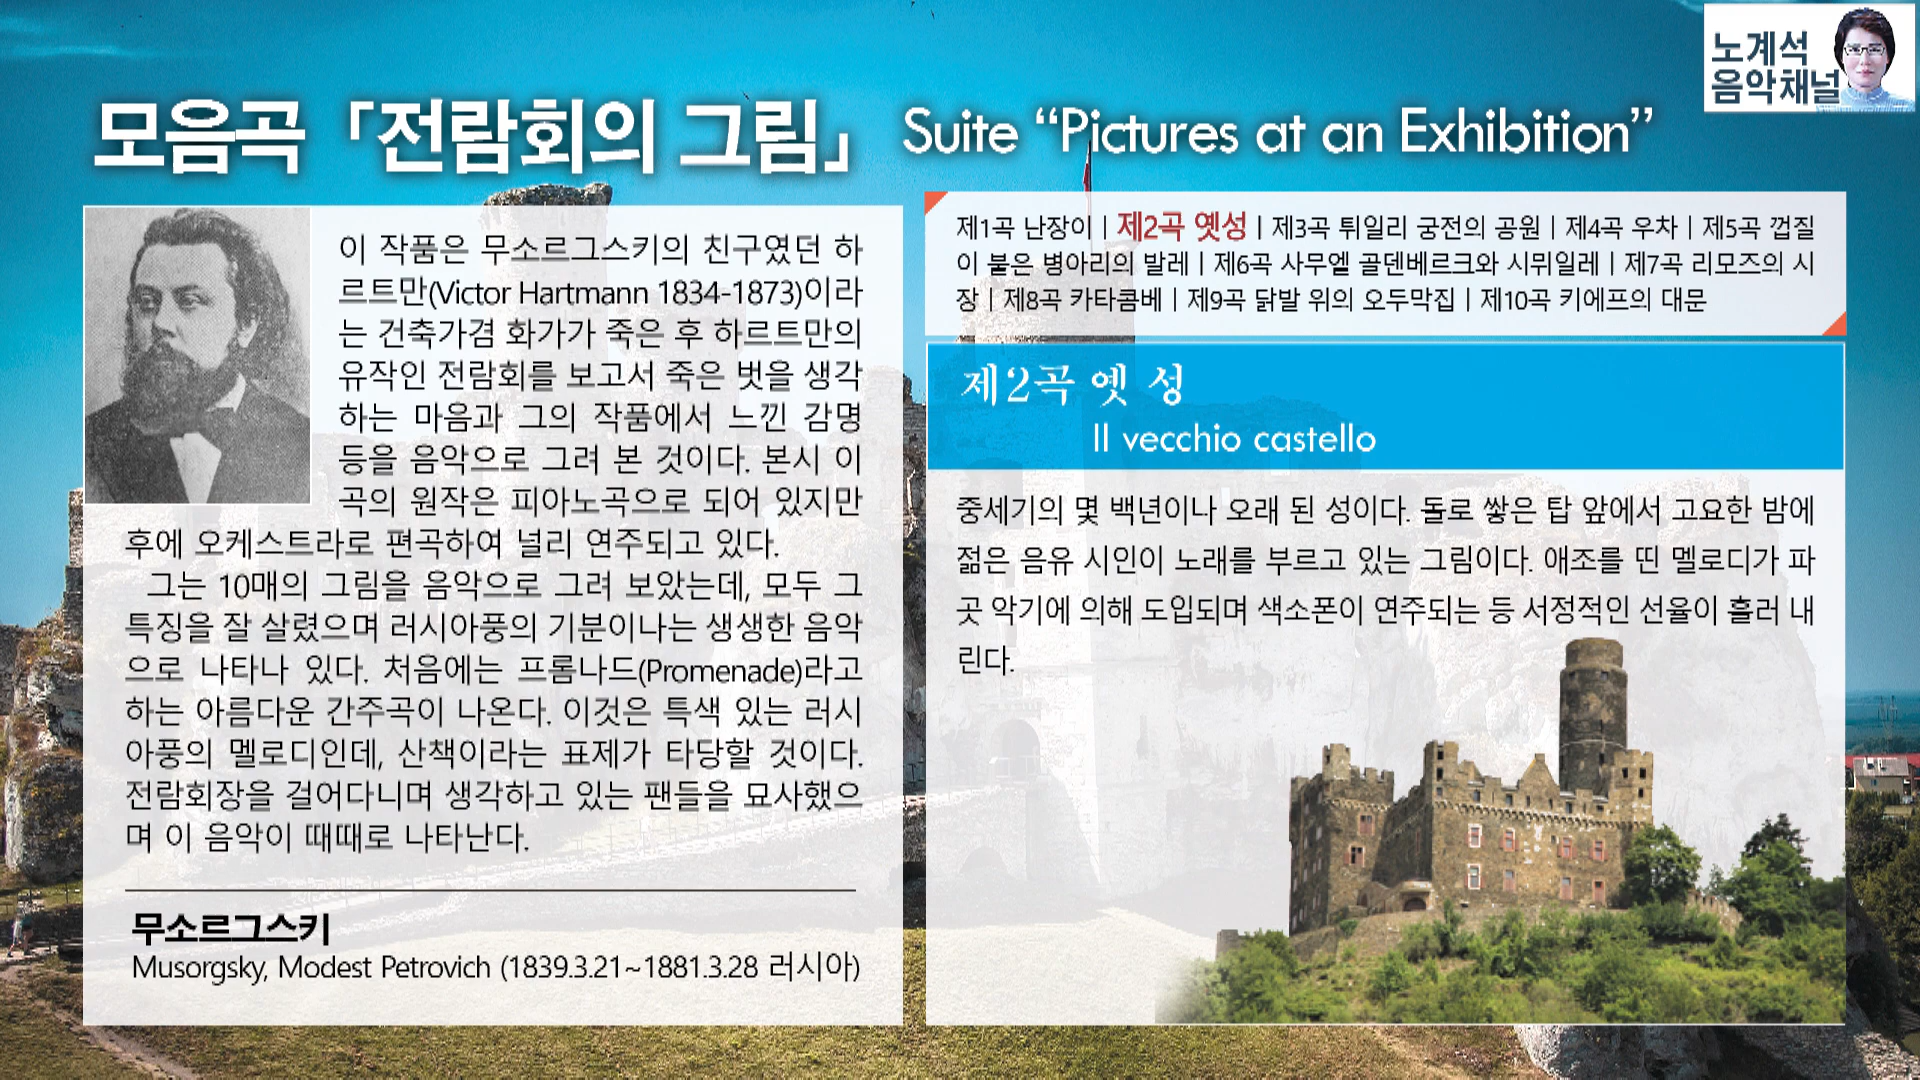 노계석
음악채널
모음곡「전람회의 그림」 Suite “Pictures at an Exhibition”
이 작품은 무소르그스키의 친구였던 하
르트만(Victor Hartmann 1834-1873)이라
는 건축가겸 화가가 죽은 후 하르트만의
유작인 전람회를 보고서 죽은 벗을 생각
하는 마음과 그의 작품에서 느낀 감명
등을 음악으로 그려 본 것이다. 본시 이
곡의 원작은 피아노곡으로 되어 있지만
후에 오케스트라로 편곡하여 널리 연주되고 있다.
그는 10매의 그림을 음악으로 그려 보았는데, 모두 그
특징을 잘 살렸으며 러시아풍의 기분이나는 생생한 음악
으로 나타나 있다. 처음에는 프롬나드(Promenade)라고
하는 아름다운 간주곡이 나온다. 이것은 특색 있는 러시
아풍의 멜로디인데, 산책이라는 표제가 타당할 것이다.
전람회장을 걸어다니며 생각하고 있는 팬들을 묘사했으
며 이 음악이 때때로 나타난다.
무소르그스키
Musorgsky, Modest Petrovich (1839.3.21~1881.3.28 러시아)
제1곡 난장이 | 제2곡 옛성 | 제3곡 튀일리 궁전의 공원 | 제4곡 우차 | 제5곡 껍질
이 붙은 병아리의 발레 | 제6곡 사무엘 골덴베르크와 시뮈일레 | 제7곡 리모즈의 시
장 | 제8곡 카타콤베 | 제9곡 닭발 위의 오두막집 | 제10곡 키에프의 대문
제2곡 옛 성
Il vecchio castello
중세기의 몇 백년이나 오래 된 성이다. 돌로 쌓은 탑 앞에서 고요한 밤에
젊은 음유 시인이 노래를 부르고 있는 그림이다. 애조를 띤 멜로디가 파
곳 악기에 의해 도입되며 색소폰이 연주되는 등 서정적인 선율이 흘러 내
린다.